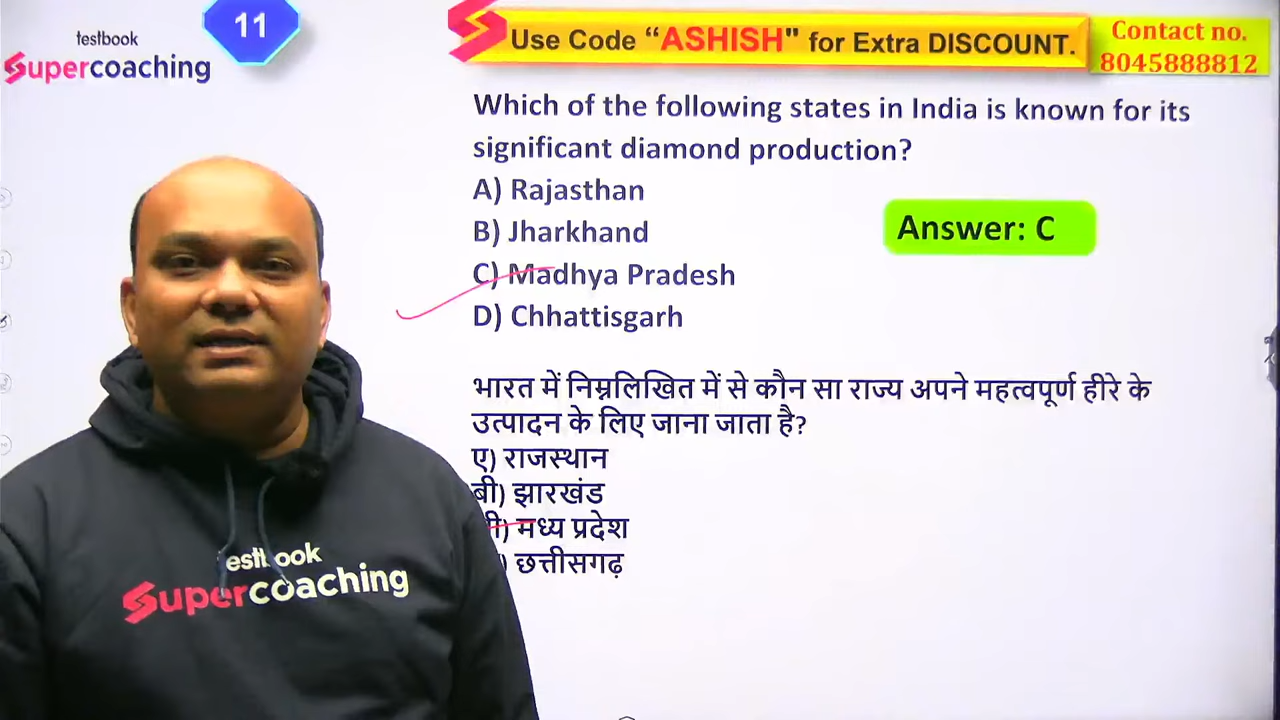 testbook
Supercoaching
11
Use Code “ASHISH" for Extra DISCOUNT.
Contact no.
8045888812
Which of the following states in India is known for its
significant diamond production?
A) Rajasthan
B) Jharkhand
C) Madhya Pradesh
D) Chhattisgarh
Answer: C
भारत में निम्नलिखित में से कौन सा राज्य अपने महत्वपूर्ण हीरे के
उत्पादन के लिए जाना जाता है?
ए) राजस्थान
बी) झारखंड
मध्य प्रदेश
छत्तीसगढ़
testbook
Supercoaching